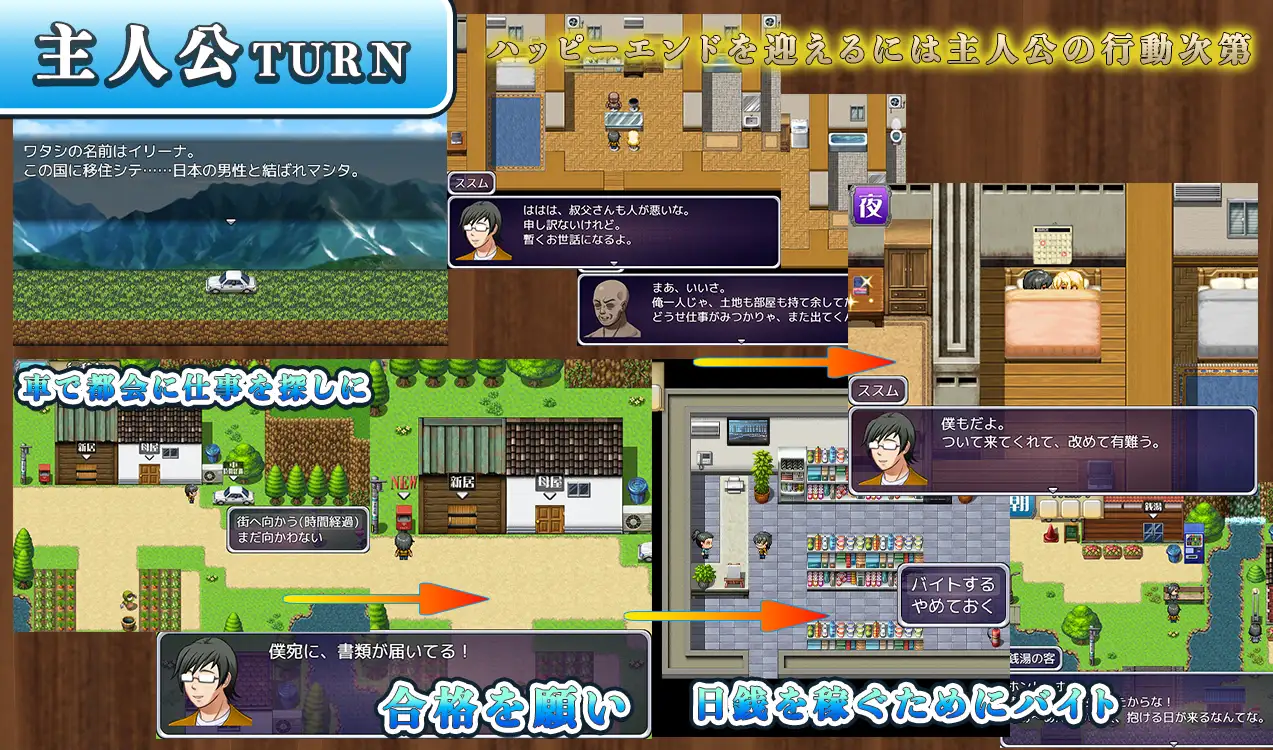 主人公TURN
ハッピーエンドを迎えるには主人公の行動次第
ワタシの名前はイリーナ。
この国に移住シテ……日本の男性と結ばれマシタ。
ススム
ははは、叔父さんも人が悪いな。
申し訳ないけれど。
暫くお世話になるよ。
まあ、いいさ。
俺一人じゃ、土地も部屋も持て余してた
どうせ仕事がみつかりゃ、また出てくん
夜
ススム
僕もだよ。
ついて来てくれて、改めて有難う。
車で都会に仕事を探しに
新居
母屋
街へ向かう(時間経過)
まだ向かわない
NEW
新居
母屋
バイトする
やめておく
朝
銭湯
僕宛に、書類が届いてる！
合格を願い
日銭を稼ぐためにバイト
銭湯の客
たからな！
、抱ける日が来るなんてな。